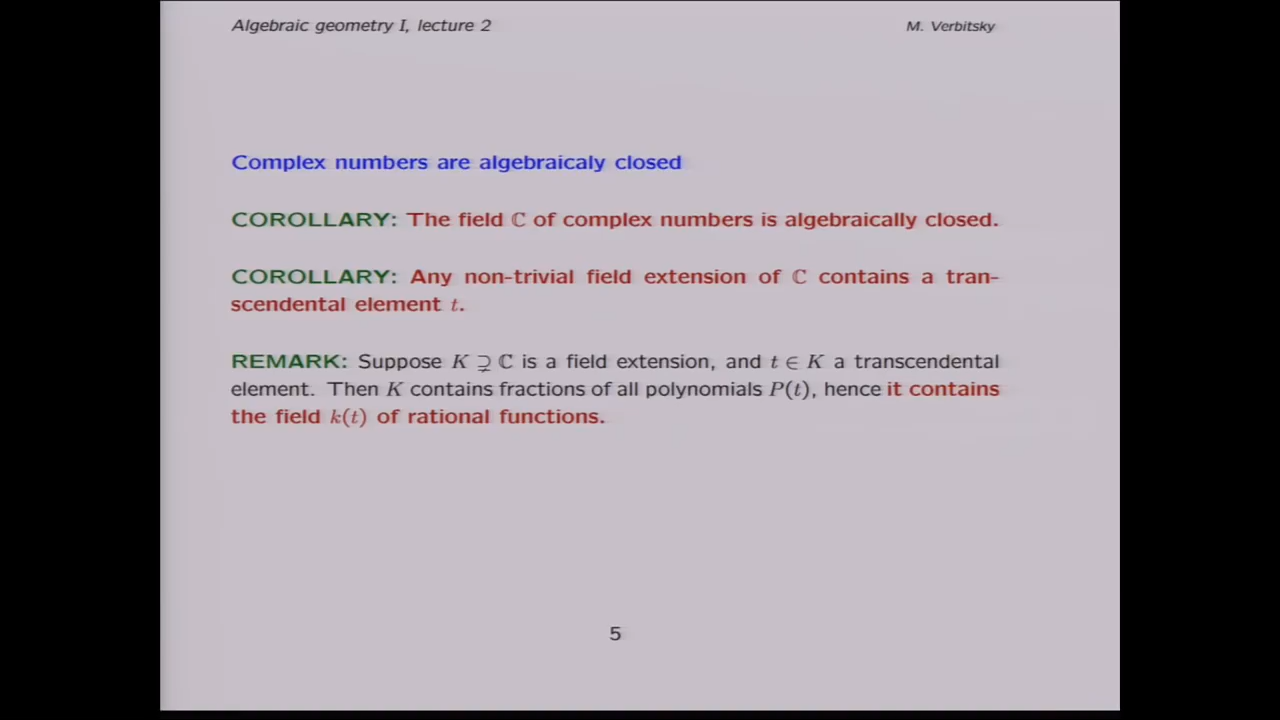 Algebraic geometry I, lecture 2 M. Verbitsky
Complex numbers are algebraicaly closed
COROLLARY: The field ℂ of complex numbers is algebraically closed.
COROLLARY: Any non-trivial field extension of ℂ contains a tran-
scendental element t.
REMARK: Suppose K ⊋ ℂ is a field extension, and t ∈ K a transcendental
element. Then K contains fractions of all polynomials P(t), hence it contains
the field k(t) of rational functions.
5